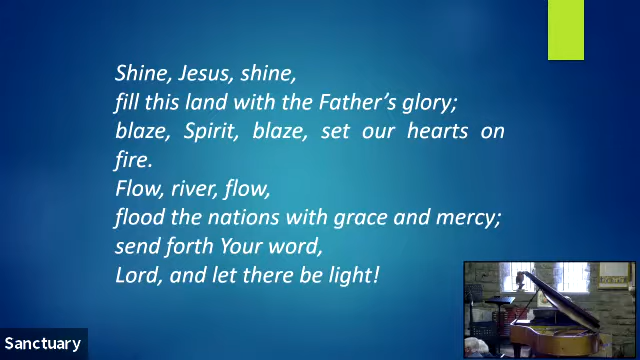 Shine, Jesus, shine,
fill this land with the Father's glory;
blaze, Spirit, blaze, set our hearts on
fire.
Flow, river, flow,
flood the nations with grace and mercy;
send forth Your word,
Lord, and let there be light!
Sanctuary